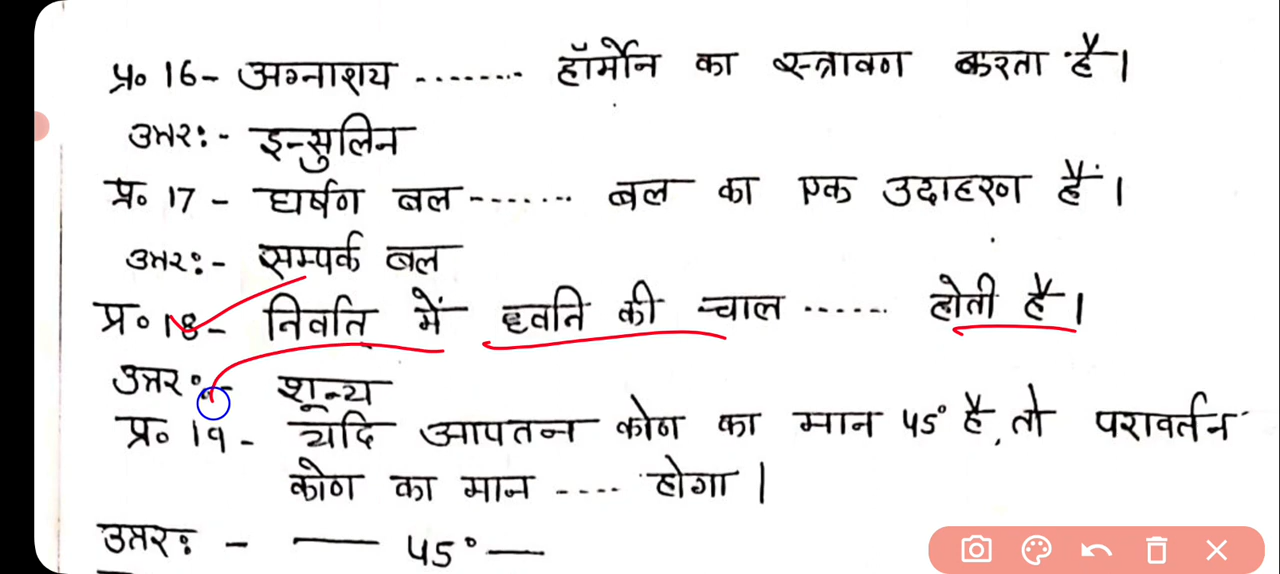 प्र० 16- अग्नाशय ........ हॉर्मोन का स्त्रावण करता है।
उत्तर:- इन्सुलिन
प्र० 17 - घर्षण बल ....... बल का एक उदाहरण है।
उत्तर:- सम्पर्क बल
प्र० 18- निर्वात में ध्वनि की चाल ...... होती है।
उत्तर:- शून्य
प्र० 19 - यदि आपतन कोण का मान 45° है, तो परावर्तन
कोण का मान .... होगा।
उत्तर: - — 45° —